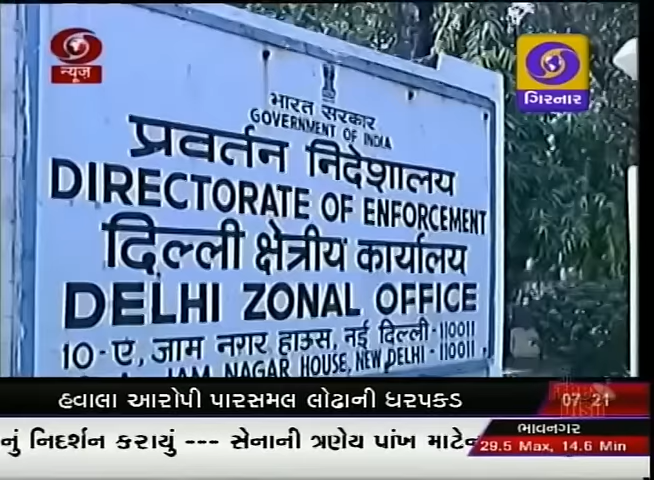 न्यूज़
ગિરનાર
भारत सरकार
GOVERNMENT OF INDIA
प्रवर्तन निदेशालय
DIRECTORATE OF ENFORCEMENT
दिल्ली क्षेत्रीय कार्यालय
DELHI ZONAL OFFICE
10-ए, जाम नगर हाऊस, नई दिल्ली - 110011
JAM NAGAR HOUSE, NEW DELHI - 110011
હવાલા આરોપી પારસમલ લોઢાની ધરપકડ
07 21
ભાવનગર
નું નિદર્શન કરાયું --- સેનાની ત્રણેય પાંખ માટે
29.5 Max, 14.6 Min